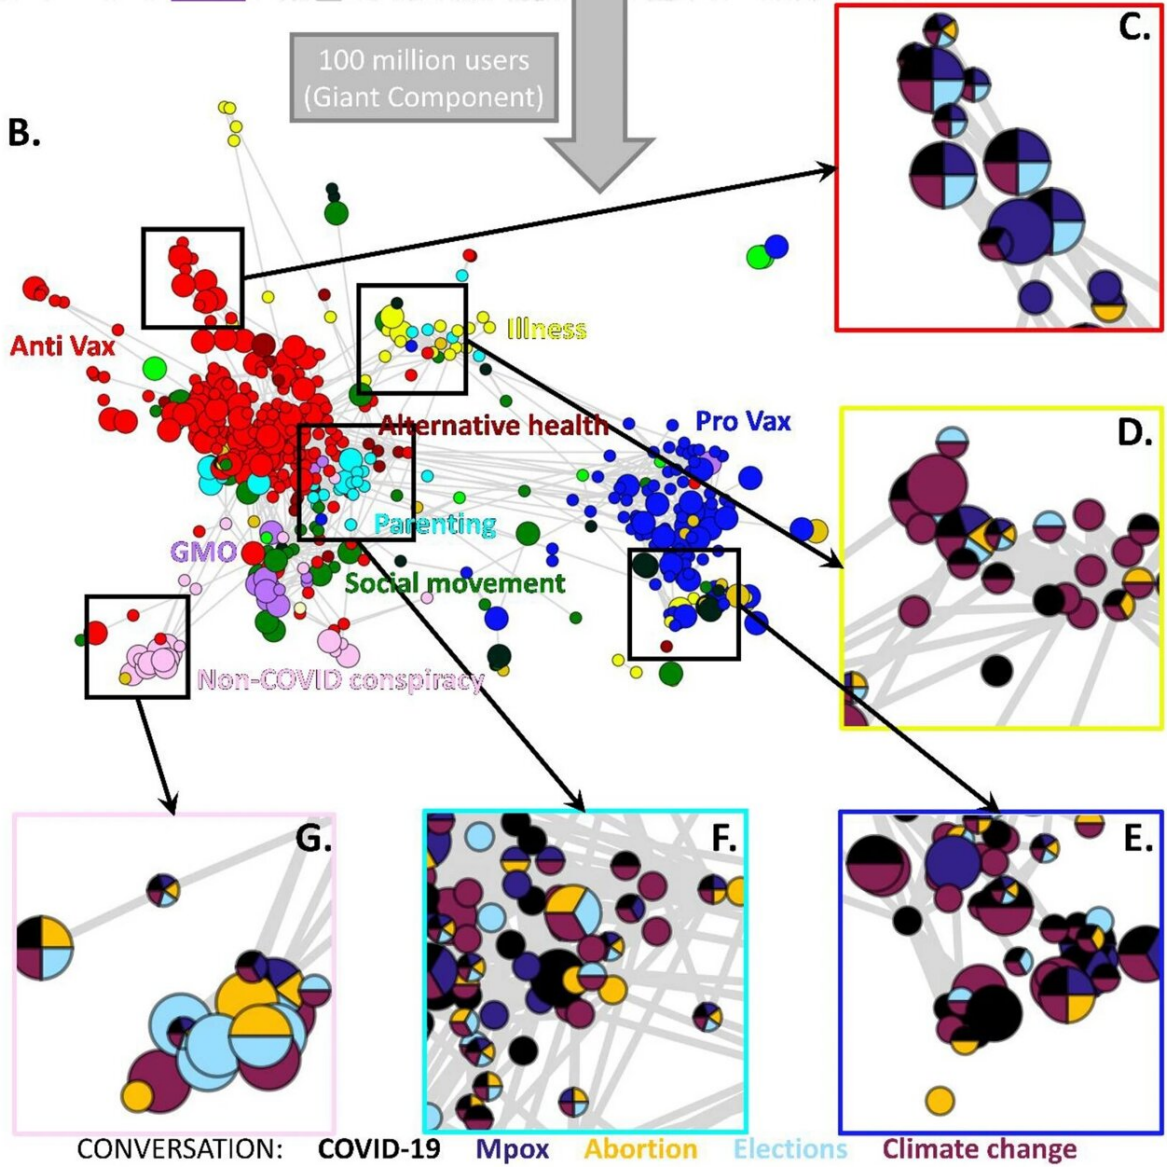 100 million users
(Giant Component)
B.
C.
Anti Vax
Illness
Alternative health
Pro Vax
D.
Parenting
GMO
Social movement
Non-COVID conspiracy
G.
F.
E.
CONVERSATION: COVID-19 Mpox Abortion Elections Climate change